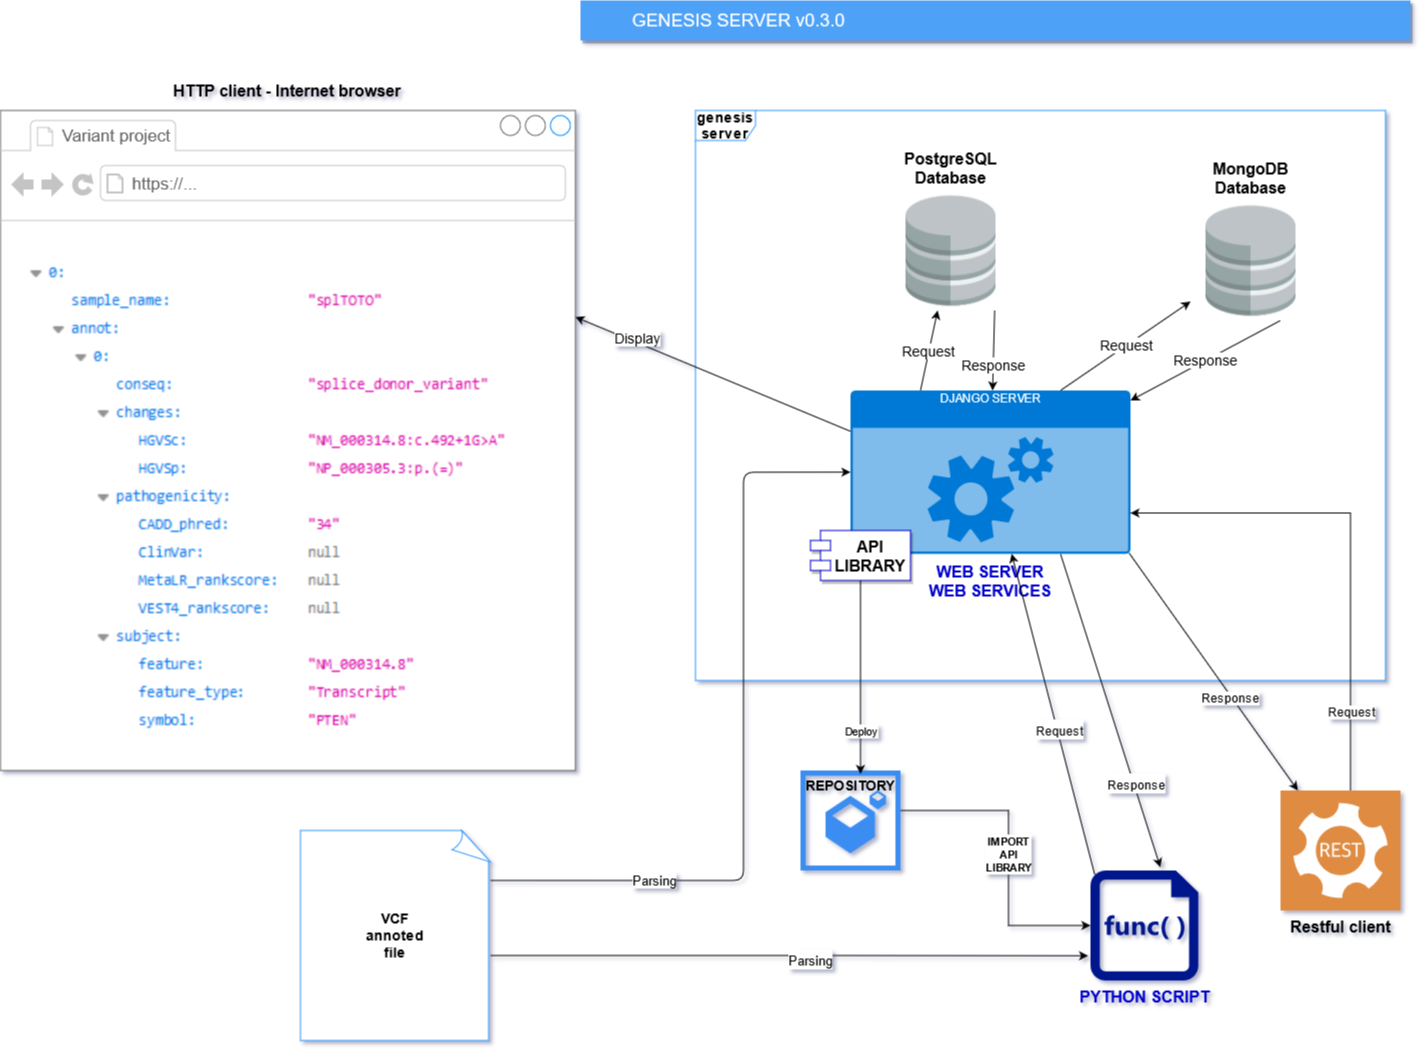 GENESIS SERVER v0.3.0
HTTP client - Internet browser
Variant project
https://...
0:
sample_name: "splTOTO"
annot:
0:
conseq: "splice_donor_variant"
changes:
HGVSc: "NM_000314.8:c.492+1G>A"
HGVSp: "NP_000305.3:p.(=)"
pathogenicity:
CADD_phred: "34"
ClinVar: null
MetaLR_rankscore: null
VEST4_rankscore: null
subject:
feature: "NM_000314.8"
feature_type: "Transcript"
symbol: "PTEN"
Display
genesis
server
PostgreSQL
Database
MongoDB
Database
Request
Response
Request
Response
DJANGO SERVER
API
LIBRARY
WEB SERVER
WEB SERVICES
Deploy
Request
Response
Response
Request
REPOSITORY
IMPORT
API
LIBRARY
REST
Restful client
func()
PYTHON SCRIPT
VCF
annoted
file
Parsing
Parsing